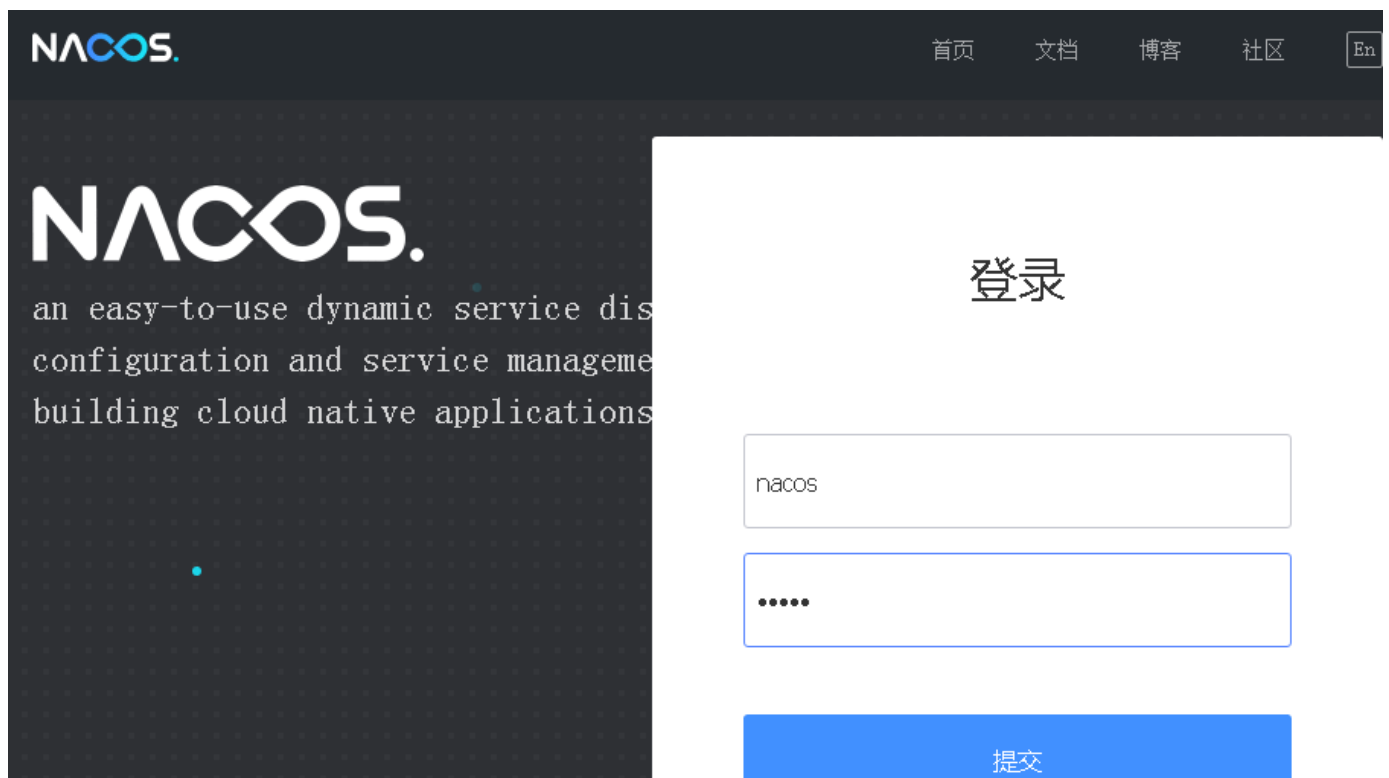 NACOS.
首页
文档
博客
社区
En
NACOS.
an easy-to-use dynamic service dis
configuration and service manageme
building cloud native applications
登录
nacos
•••••
提交